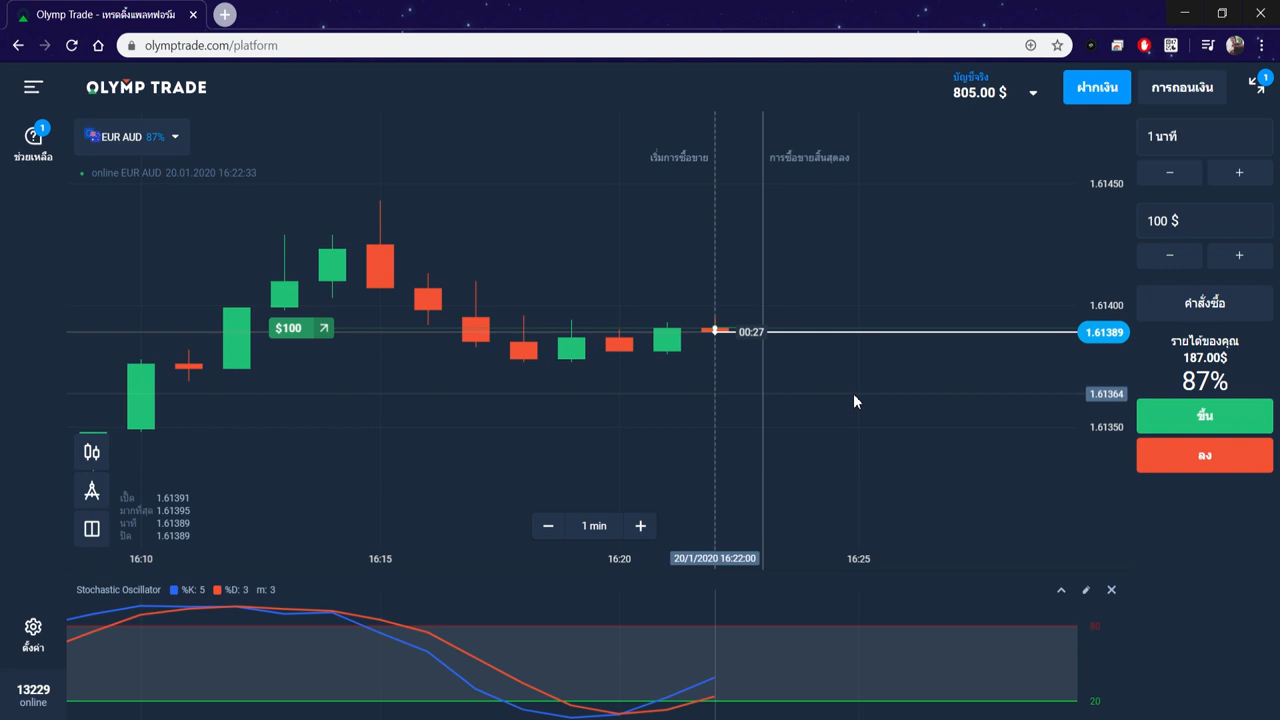 Olymp Trade - เทรดดิ้งแพลทฟอร์ม
olymptrade.com/platform
OLYMP TRADE
บัญชีจริง
805.00 $
ฝากเงิน
การถอนเงิน
1
1
ช่วยเหลือ
EUR AUD 87%
online EUR AUD 20.01.2020 16:22:33
เริ่มการซื้อขาย
การซื้อขายสิ้นสุดลง
1 นาที
1.61450
100 $
1.61400
คำสั่งซื้อ
$100
00:27
1.61389
รายได้ของคุณ
187.00$
87%
1.61364
ขึ้น
1.61350
ลง
เปิด 1.61391
มากที่สุด 1.61395
นาที 1.61389
ปิด 1.61389
1 min
16:10
16:15
16:20
20/1/2020 16:22:00
16:25
Stochastic Oscillator %K: 5 %D: 3 m: 3
80
ตั้งค่า
13229
online
20